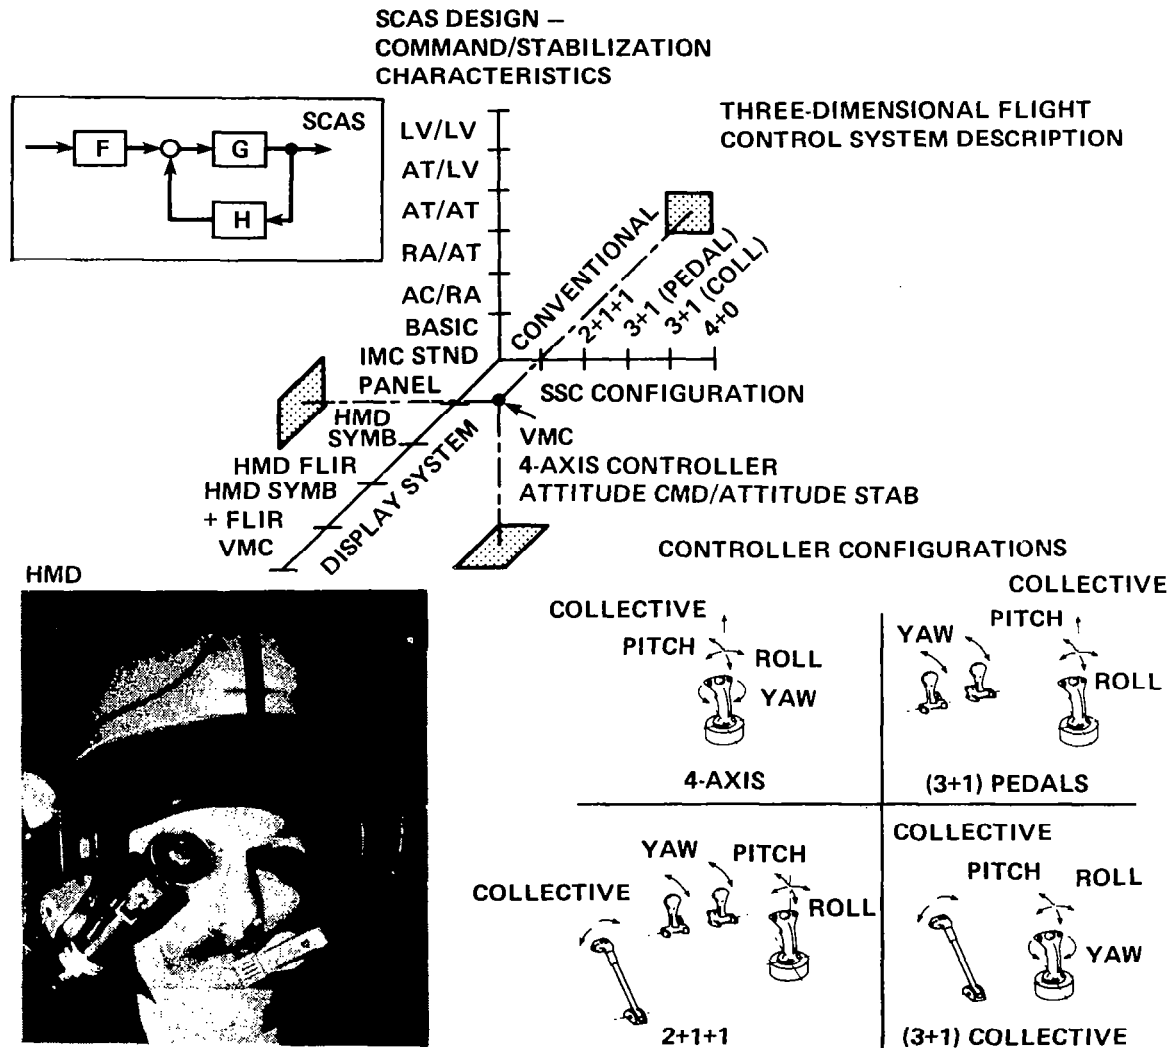 SCAS DESIGN –
COMMAND/STABILIZATION
CHARACTERISTICS
SCAS
F
G
H
THREE-DIMENSIONAL FLIGHT
CONTROL SYSTEM DESCRIPTION
LV/LV
AT/LV
AT/AT
RA/AT
AC/RA
BASIC
CONVENTIONAL
2+1+1
3+1 (PEDAL)
3+1 (COLL)
4+0
SSC CONFIGURATION
IMC STND
PANEL
HMD
SYMB
HMD FLIR
HMD SYMB
+ FLIR
VMC
DISPLAY SYSTEM
VMC
4-AXIS CONTROLLER
ATTITUDE CMD/ATTITUDE STAB
HMD
CONTROLLER CONFIGURATIONS
COLLECTIVE
PITCH
ROLL
YAW
4-AXIS
COLLECTIVE
YAW
PITCH
ROLL
(3+1) PEDALS
YAW
PITCH
COLLECTIVE
ROLL
2+1+1
COLLECTIVE
PITCH
ROLL
YAW
(3+1) COLLECTIVE